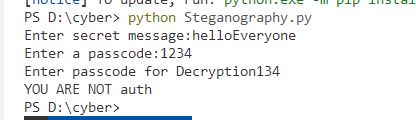 [notice] To update, run: python.exe -m pip instal
PS D:\cyber> python Steganography.py
Enter secret message:helloEveryone
Enter a passcode:1234
Enter passcode for Decryption134
YOU ARE NOT auth
PS D:\cyber>